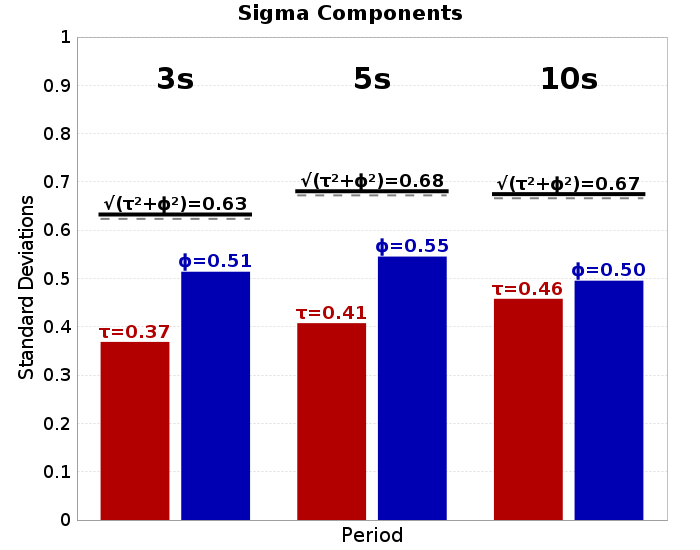 Sigma Components
1
0.9
0.8
0.7
0.6
0.5
0.4
0.3
0.2
0.1
0
Standard Deviations
3s
5s
10s
√(τ²+ϕ²)=0.63
√(τ²+ϕ²)=0.68
√(τ²+ϕ²)=0.67
τ=0.37
ϕ=0.51
τ=0.41
ϕ=0.55
τ=0.46
ϕ=0.50
Period